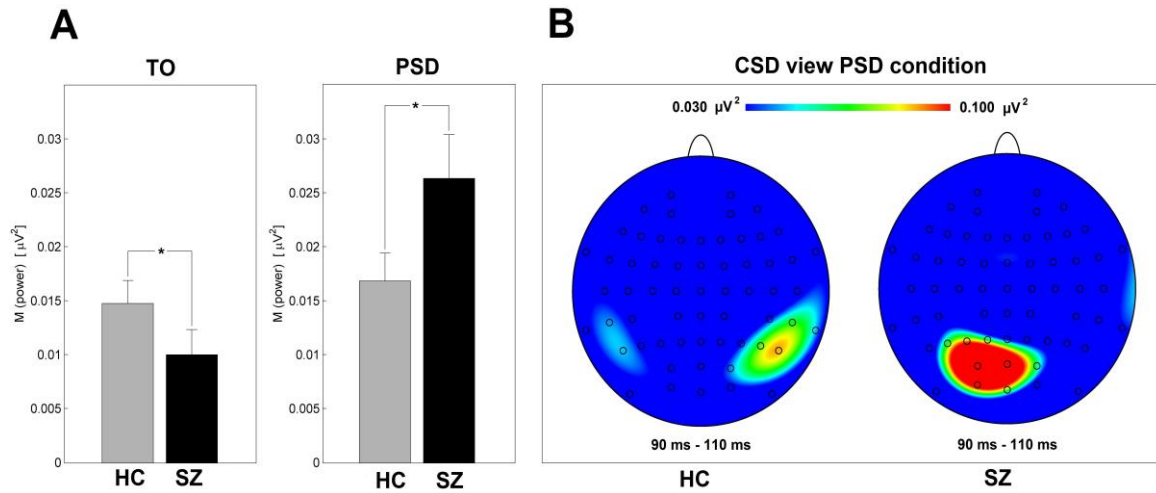 A
TO
M (power) [ µV²]
0.03
0.025
0.02
0.015
0.01
0.005
0
*
HC SZ
PSD
M (power) [ µV²]
0.03
0.025
0.02
0.015
0.01
0.005
0
*
HC SZ
B
CSD view PSD condition
0.030 µV² 0.100 µV²
90 ms - 110 ms 90 ms - 110 ms
HC SZ